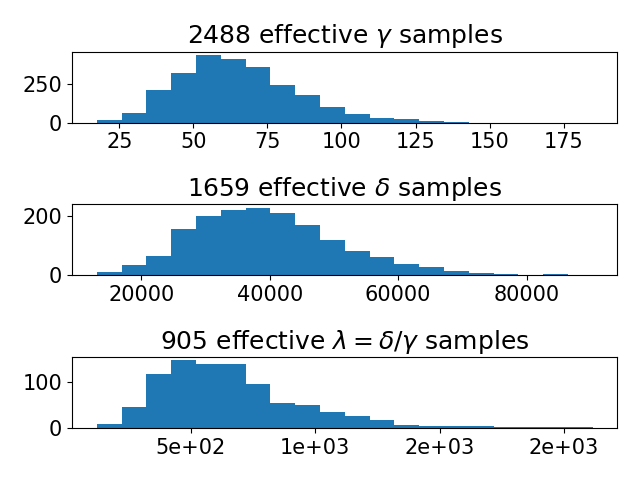 2488 effective γ samples
250
0
25 50 75 100 125 150 175
1659 effective δ samples
200
0
20000 40000 60000 80000
905 effective λ = δ/γ samples
100
0
5e+02 1e+03 2e+03 2e+03